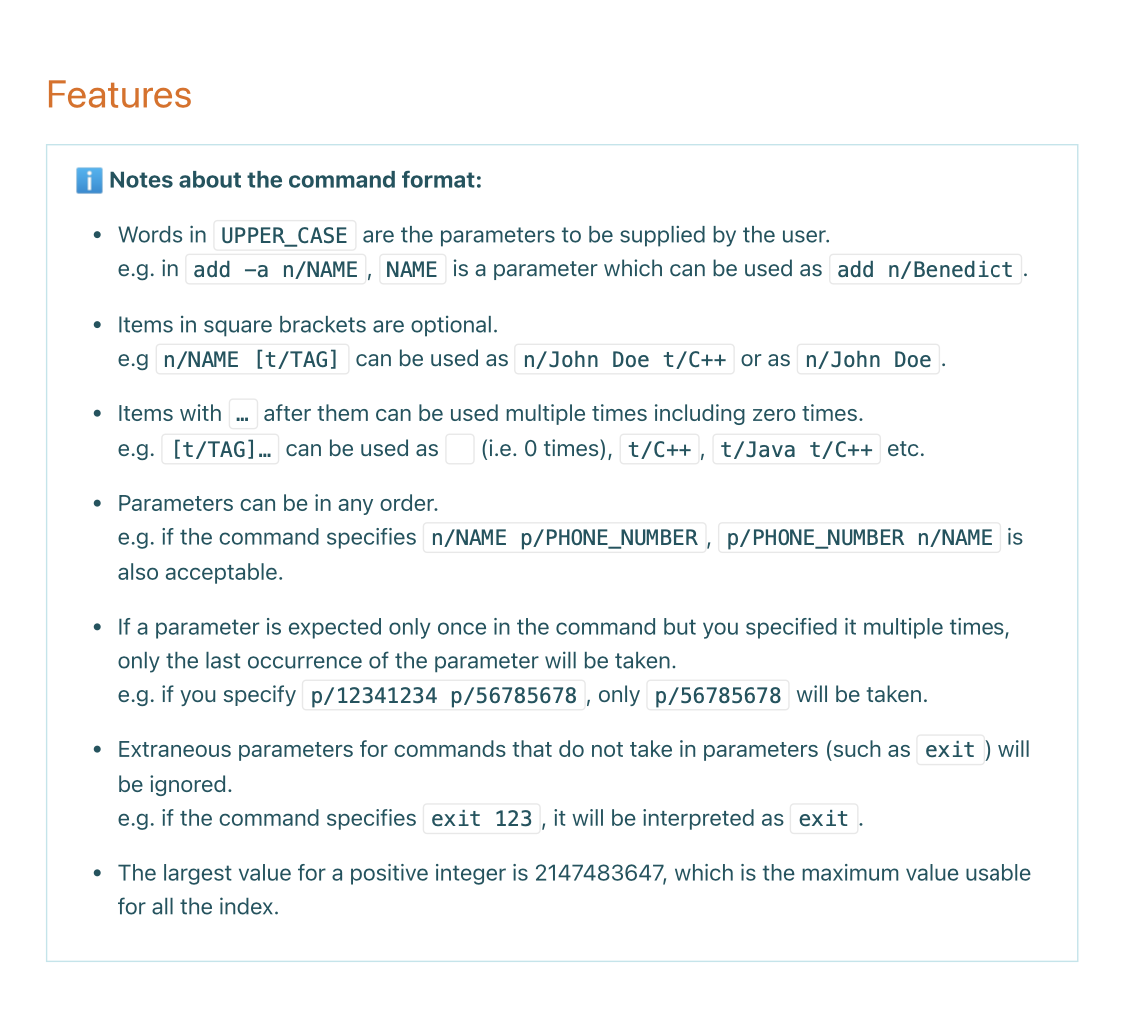 Features
ℹ️ Notes about the command format:
• Words in UPPER_CASE are the parameters to be supplied by the user.
e.g. in add −a n/NAME, NAME is a parameter which can be used as add n/Benedict.
• Items in square brackets are optional.
e.g n/NAME [t/TAG] can be used as n/John Doe t/C++ or as n/John Doe.
• Items with … after them can be used multiple times including zero times.
e.g. [t/TAG]… can be used as   (i.e. 0 times), t/C++, t/Java t/C++ etc.
• Parameters can be in any order.
e.g. if the command specifies n/NAME p/PHONE_NUMBER, p/PHONE_NUMBER n/NAME is
also acceptable.
• If a parameter is expected only once in the command but you specified it multiple times,
only the last occurrence of the parameter will be taken.
e.g. if you specify p/12341234 p/56785678, only p/56785678 will be taken.
• Extraneous parameters for commands that do not take in parameters (such as exit) will
be ignored.
e.g. if the command specifies exit 123, it will be interpreted as exit.
• The largest value for a positive integer is 2147483647, which is the maximum value usable
for all the index.